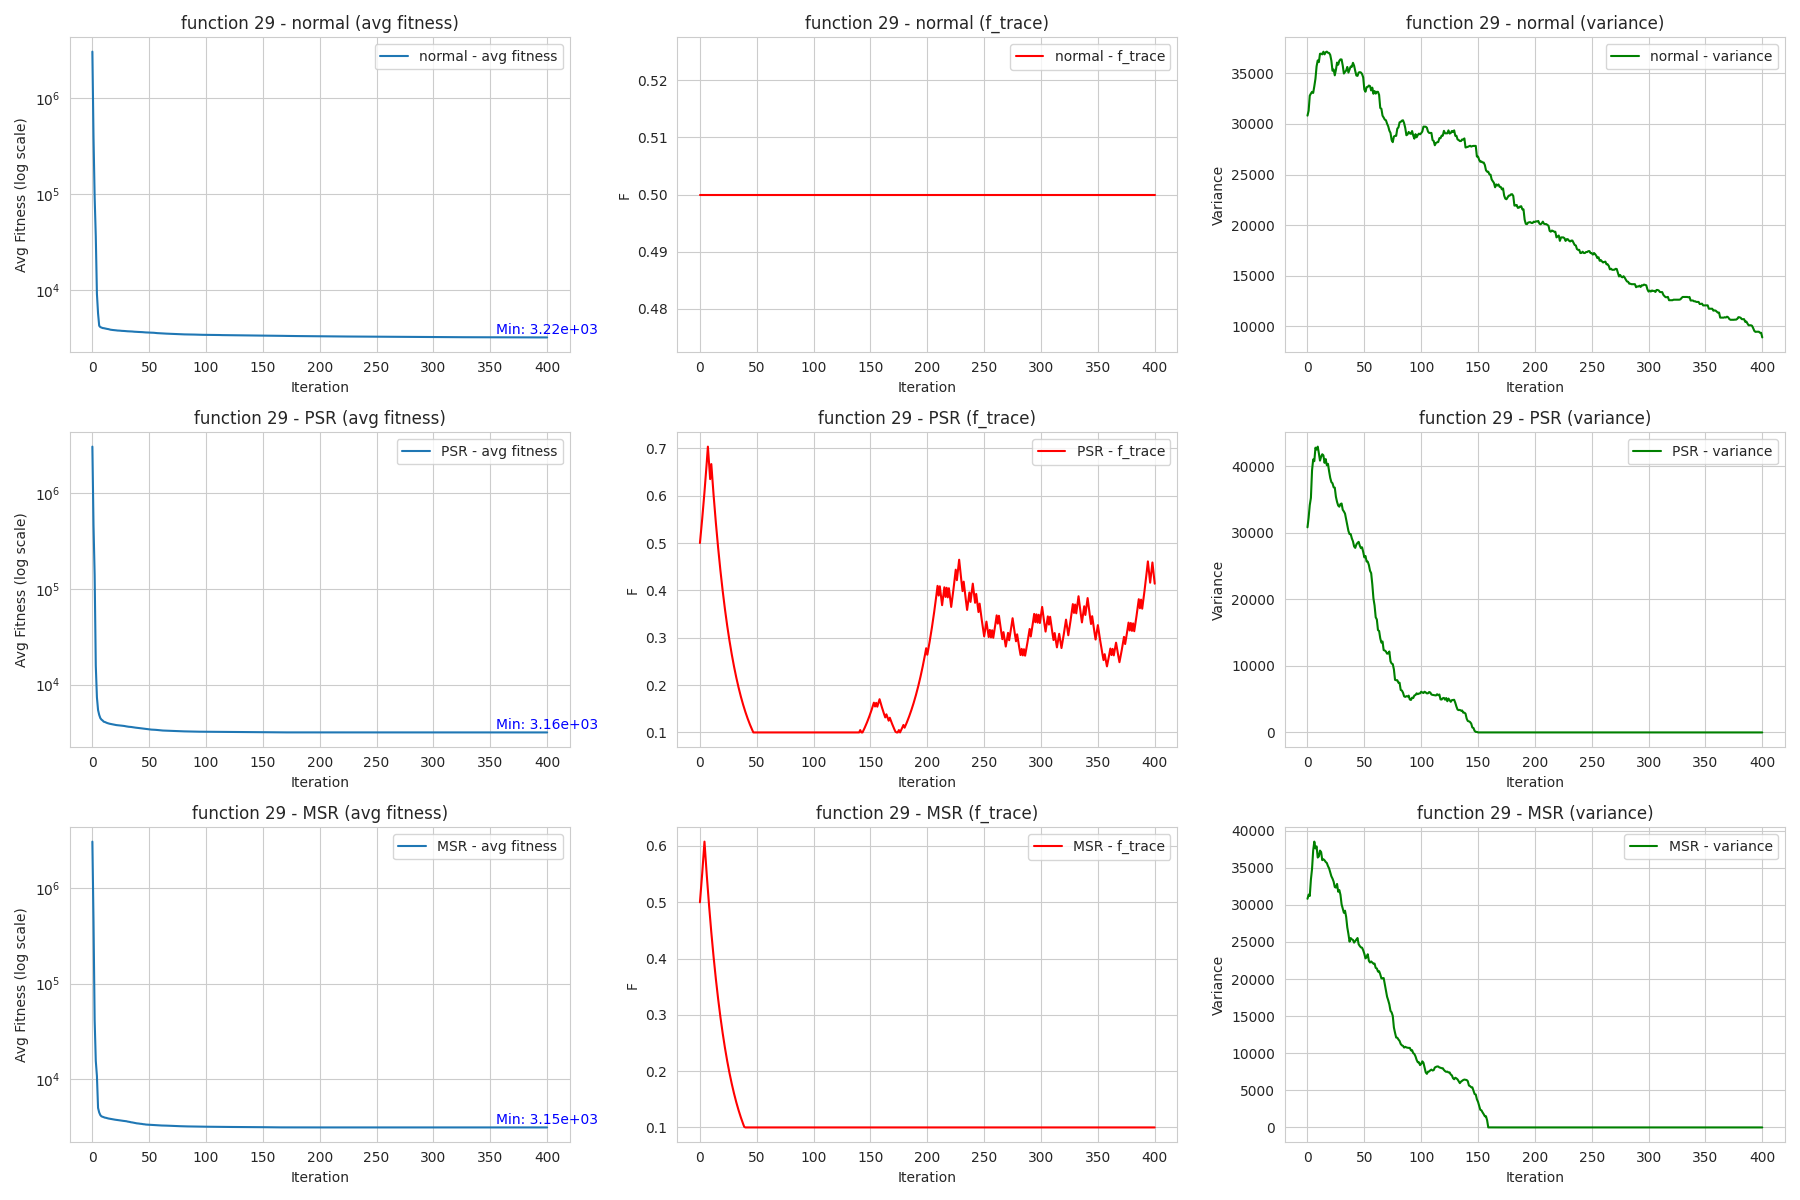 function 29 - normal (avg fitness)
normal - avg fitness
Avg Fitness (log scale)
10^6
10^5
10^4
Min: 3.22e+03
0 50 100 150 200 250 300 350 400
Iteration
function 29 - normal (f_trace)
normal - f_trace
F
0.52
0.51
0.50
0.49
0.48
0 50 100 150 200 250 300 350 400
Iteration
function 29 - normal (variance)
normal - variance
Variance
35000
30000
25000
20000
15000
10000
0 50 100 150 200 250 300 350 400
Iteration
function 29 - PSR (avg fitness)
PSR - avg fitness
Avg Fitness (log scale)
10^6
10^5
10^4
Min: 3.16e+03
0 50 100 150 200 250 300 350 400
Iteration
function 29 - PSR (f_trace)
PSR - f_trace
F
0.7
0.6
0.5
0.4
0.3
0.2
0.1
0 50 100 150 200 250 300 350 400
Iteration
function 29 - PSR (variance)
PSR - variance
Variance
40000
30000
20000
10000
0
0 50 100 150 200 250 300 350 400
Iteration
function 29 - MSR (avg fitness)
MSR - avg fitness
Avg Fitness (log scale)
10^6
10^5
10^4
Min: 3.15e+03
0 50 100 150 200 250 300 350 400
Iteration
function 29 - MSR (f_trace)
MSR - f_trace
F
0.6
0.5
0.4
0.3
0.2
0.1
0 50 100 150 200 250 300 350 400
Iteration
function 29 - MSR (variance)
MSR - variance
Variance
40000
35000
30000
25000
20000
15000
10000
5000
0
0 50 100 150 200 250 300 350 400
Iteration